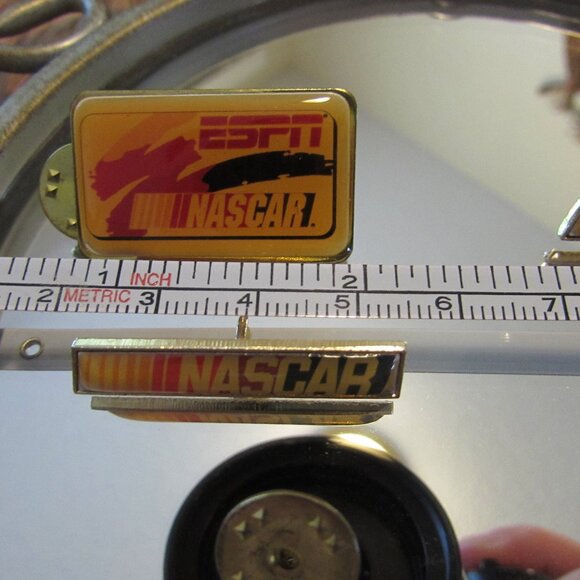 ESPN
NASCAR
1 INCH 2
2 METRIC 3 4 5 6 7
NASCAR